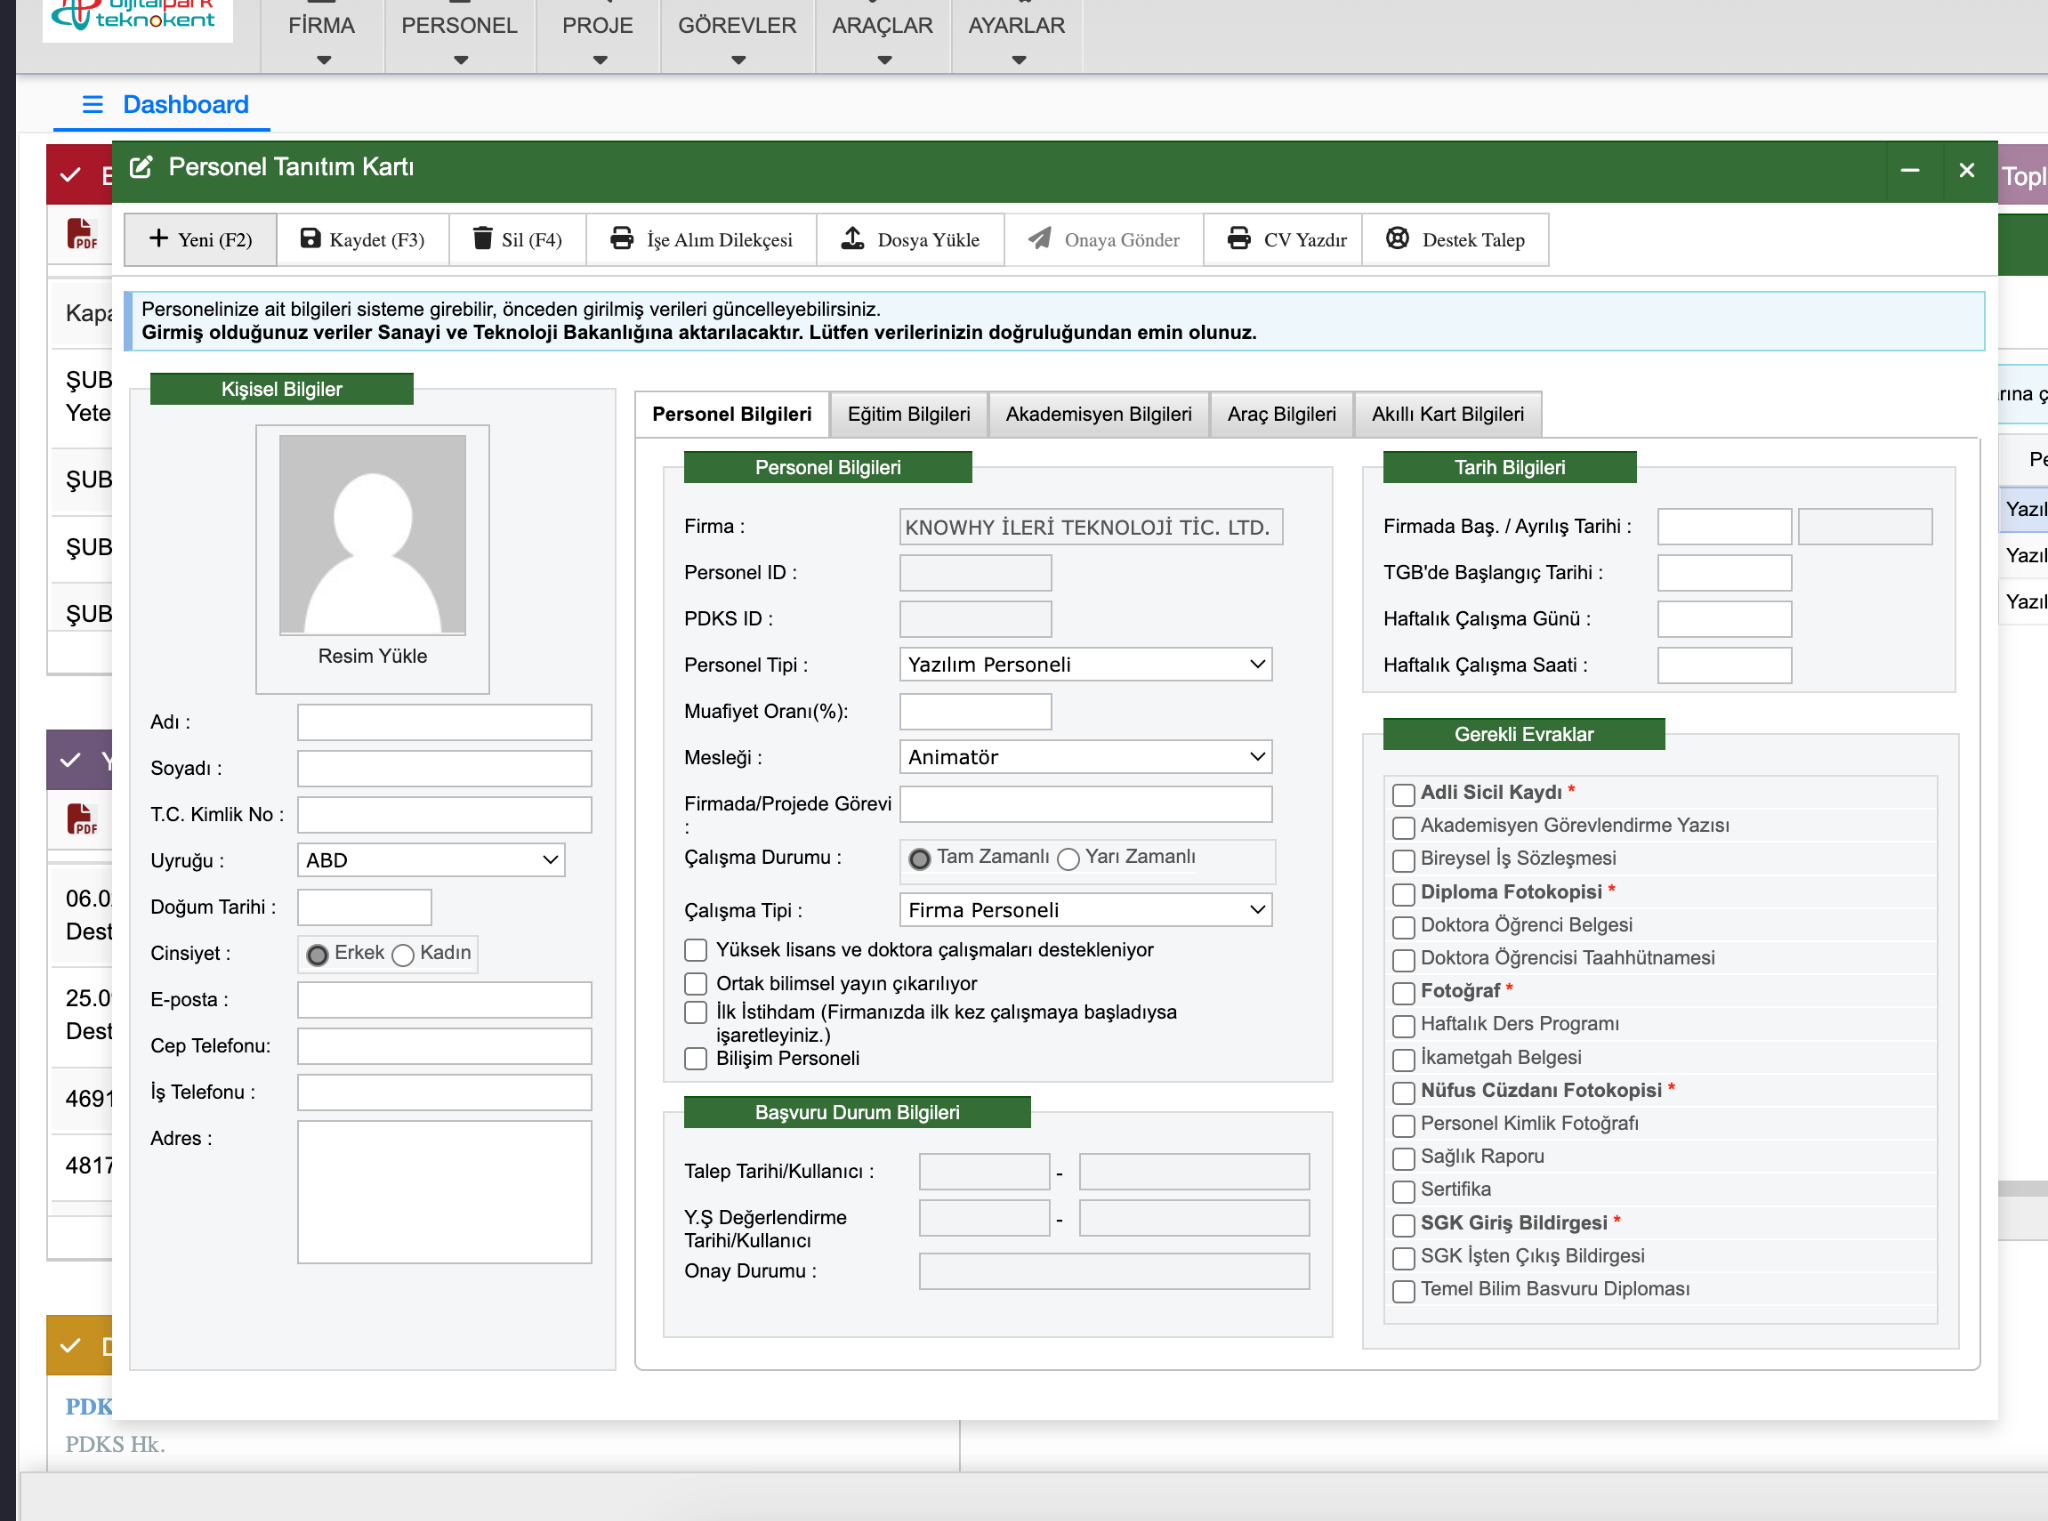 dijitalpark
teknokent
FİRMA
PERSONEL
PROJE
GÖREVLER
ARAÇLAR
AYARLAR
Dashboard
Personel Tanıtım Kartı
Topl
PDF
Yeni (F2)
Kaydet (F3)
Sil (F4)
İşe Alım Dilekçesi
Dosya Yükle
Onaya Gönder
CV Yazdır
Destek Talep
Personelinize ait bilgileri sisteme girebilir, önceden girilmiş verileri güncelleyebilirsiniz.
Girmiş olduğunuz veriler Sanayi ve Teknoloji Bakanlığına aktarılacaktır. Lütfen verilerinizin doğruluğundan emin olunuz.
Kapa
ŞUB
Yete
ŞUB
ŞUB
ŞUB
Kişisel Bilgiler
Resim Yükle
Adı :
Soyadı :
T.C. Kimlik No :
Uyruğu :
ABD
Doğum Tarihi :
Cinsiyet :
Erkek
Kadın
E-posta :
Cep Telefonu:
İş Telefonu :
Adres :
Personel Bilgileri
Eğitim Bilgileri
Akademisyen Bilgileri
Araç Bilgileri
Akıllı Kart Bilgileri
Personel Bilgileri
Firma :
KNOWHY İLERİ TEKNOLOJİ TİC. LTD.
Personel ID :
PDKS ID :
Personel Tipi :
Yazılım Personeli
Muafiyet Oranı(%):
Mesleği :
Animatör
Firmada/Projede Görevi
:
Çalışma Durumu :
Tam Zamanlı
Yarı Zamanlı
Çalışma Tipi :
Firma Personeli
Yüksek lisans ve doktora çalışmaları destekleniyor
Ortak bilimsel yayın çıkarılıyor
İlk İstihdam (Firmanızda ilk kez çalışmaya başladıysa
işaretleyiniz.)
Bilişim Personeli
Başvuru Durum Bilgileri
Talep Tarihi/Kullanıcı :
-
Y.Ş Değerlendirme
Tarihi/Kullanıcı
-
Onay Durumu :
Tarih Bilgileri
Firmada Baş. / Ayrılış Tarihi :
TGB'de Başlangıç Tarihi :
Haftalık Çalışma Günü :
Haftalık Çalışma Saati :
Gerekli Evraklar
Adli Sicil Kaydı *
Akademisyen Görevlendirme Yazısı
Bireysel İş Sözleşmesi
Diploma Fotokopisi *
Doktora Öğrenci Belgesi
Doktora Öğrencisi Taahhütnamesi
Fotoğraf *
Haftalık Ders Programı
İkametgah Belgesi
Nüfus Cüzdanı Fotokopisi *
Personel Kimlik Fotoğrafı
Sağlık Raporu
Sertifika
SGK Giriş Bildirgesi *
SGK İşten Çıkış Bildirgesi
Temel Bilim Basvuru Diploması
rına ç
Pe
Yazıl
Yazıl
Yazıl
Y
PDF
06.0
Dest
25.0
Dest
4691
4817
PDK
PDKS Hk.